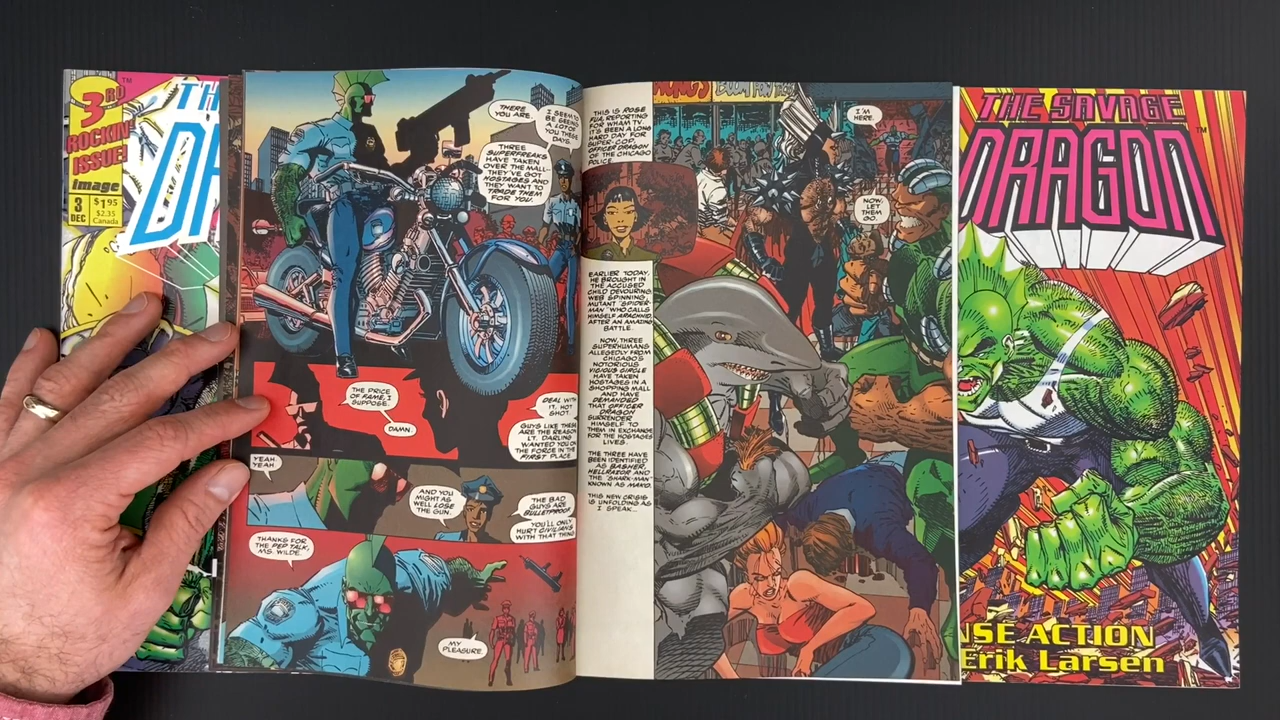 3RD
ROCKIN'
ISSUE!
image
3
DEC
$1.95
$2.35
Canada
TH
DR
THERE
YOU ARE.
I SEEM TO
BE SEEING
A LOT OF
YOU THESE
DAYS.
THREE
SUPERFREAKS
HAVE TAKEN
OVER THE MALL--
THEY'VE GOT
HOSTAGES AND
THEY WANT TO
TRADE THEM
FOR YOU.
THE PRICE
OF FAME, I
SUPPOSE.
DAMN.
DEAL WITH
IT, HOT
SHOT.
GUYS LIKE THESE
ARE THE REASON
LT. DARLING
WANTED YOU ON
THE FORCE IN THE
FIRST PLACE.
YEAH,
YEAH.
AND YOU
MIGHT AS
WELL LOSE
THE GUN.
THE BAD
GUYS ARE
BULLETPROOF.
YOU'LL ONLY
HURT CIVILIANS
WITH THAT THING
THANKS FOR
THE PEP TALK,
MS. WILDE.
MY
PLEASURE.
THIS IS ROSE
FUJI, REPORTING
FOR WHAM TV.
IT'S BEEN A LONG
HARD DAY FOR
SUPER-COP,
OFFICER DRAGON
OF THE CHICAGO
POLICE.
EARLIER TODAY,
HE BROUGHT IN
THE ACCUSED
CHILD DEVOURING,
WEB SPINNING,
MUTANT "SPIDER-
MAN" WHO CALLS
HIMSELF ARACHNID,
AFTER AN AMAZING
BATTLE.
NOW, THREE
SUPERHUMANS
ALLEGEDLY FROM
CHICAGO'S
NOTORIOUS
VICIOUS CIRCLE
HAVE TAKEN
HOSTAGES IN A
SHOPPING MALL
AND HAVE
DEMANDED
THAT OFFICER
DRAGON
SURRENDER
HIMSELF TO
THEM IN EXCHANGE
FOR THE HOSTAGES
LIVES.
THE THREE HAVE
BEEN IDENTIFIED
AS BASHER,
HELLRAZOR AND
THE "SHARK-MAN"
KNOWN AS MAKO.
THIS NEW CRISIS
IS UNFOLDING AS
I SPEAK...
I'M
HERE.
NOW,
LET
THEM
GO.
THE SAVAGE
DRAGON
NSE ACTION
Erik Larsen